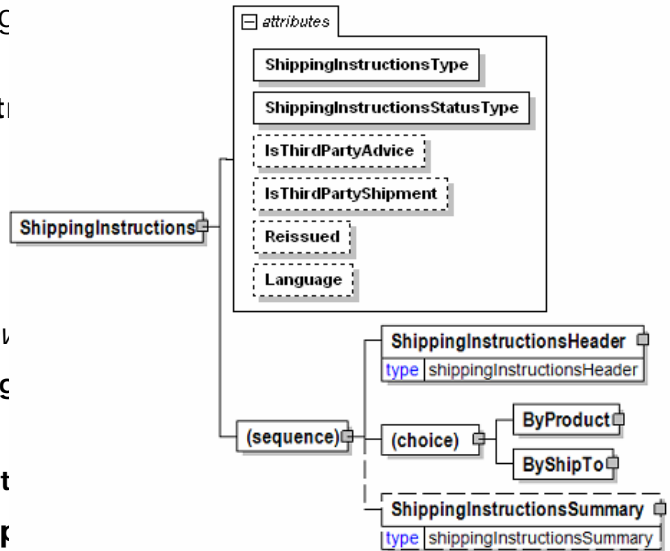 attributes
ShippingInstructionsType
ShippingInstructionsStatusType
IsThirdPartyAdvice
IsThirdPartyShipment
Reissued
Language
ShippingInstructions
ShippingInstructionsHeader
type shippingInstructionsHeader
(sequence)
(choice)
ByProduct
ByShipTo
ShippingInstructionsSummary
type shippingInstructionsSummary